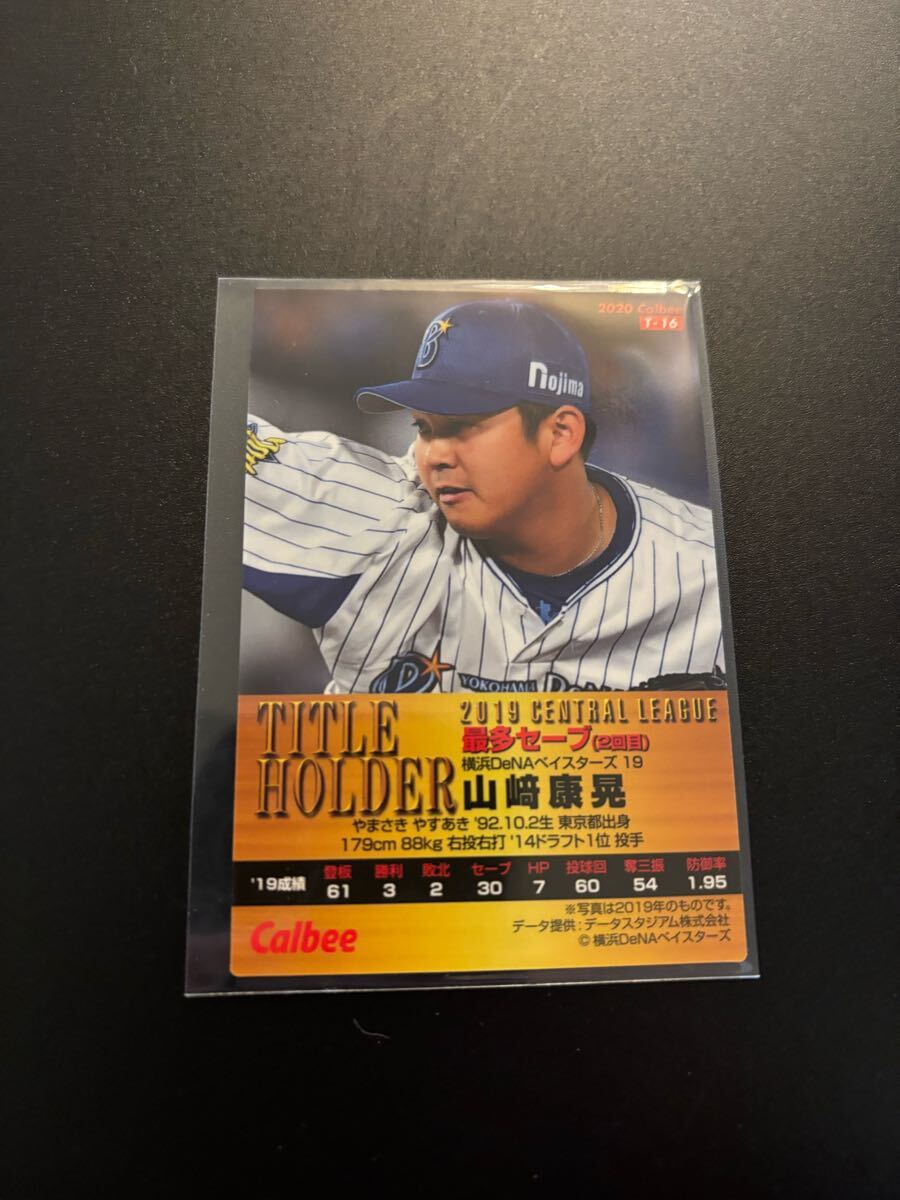 2020 Calbee
T-16
nojima
YOKOHAMA
TITLE
HOLDER
2019 CENTRAL LEAGUE
最多セーブ(2回目)
横浜DeNAベイスターズ 19
山﨑康晃
やまさき やすあき '92.10.2生 東京都出身
179cm 88kg 右投右打 '14ドラフト1位 投手
登板 勝利 敗北 セーブ HP 投球回 奪三振 防御率
'19成績 61 3 2 30 7 60 54 1.95
※写真は2019年のものです。
データ提供:データスタジアム株式会社
© 横浜DeNAベイスターズ
Calbee